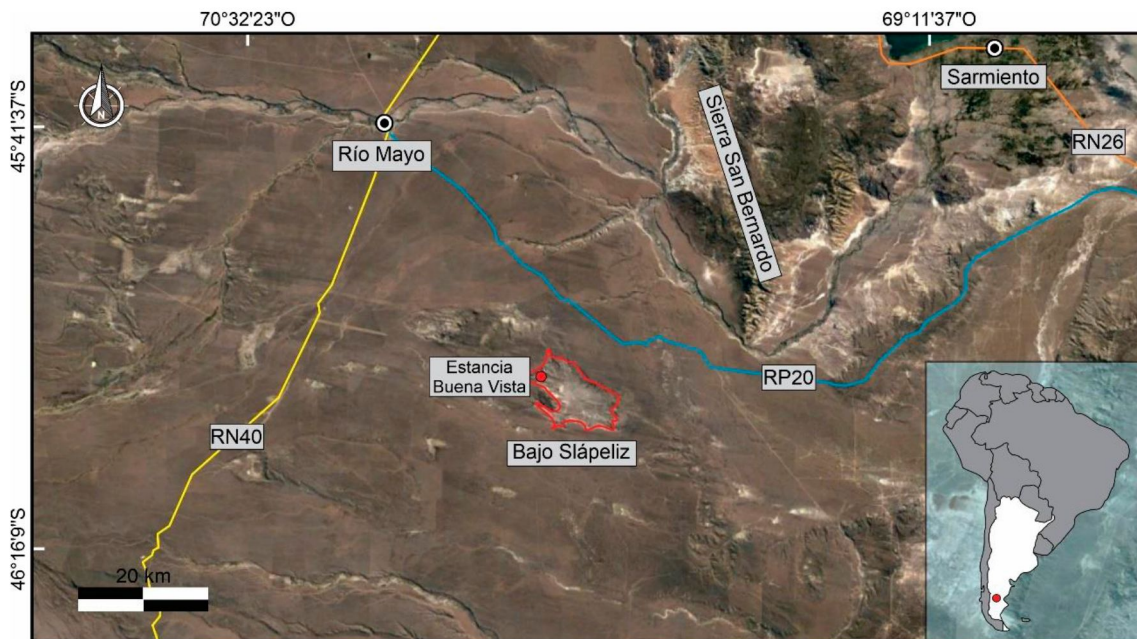 70°32'23"O
69°11'37"O
45°41'37"S
46°16'9"S
N
Sarmiento
Río Mayo
Sierra San Bernardo
RN26
Estancia
Buena Vista
RP20
RN40
Bajo Slápeliz
20 km